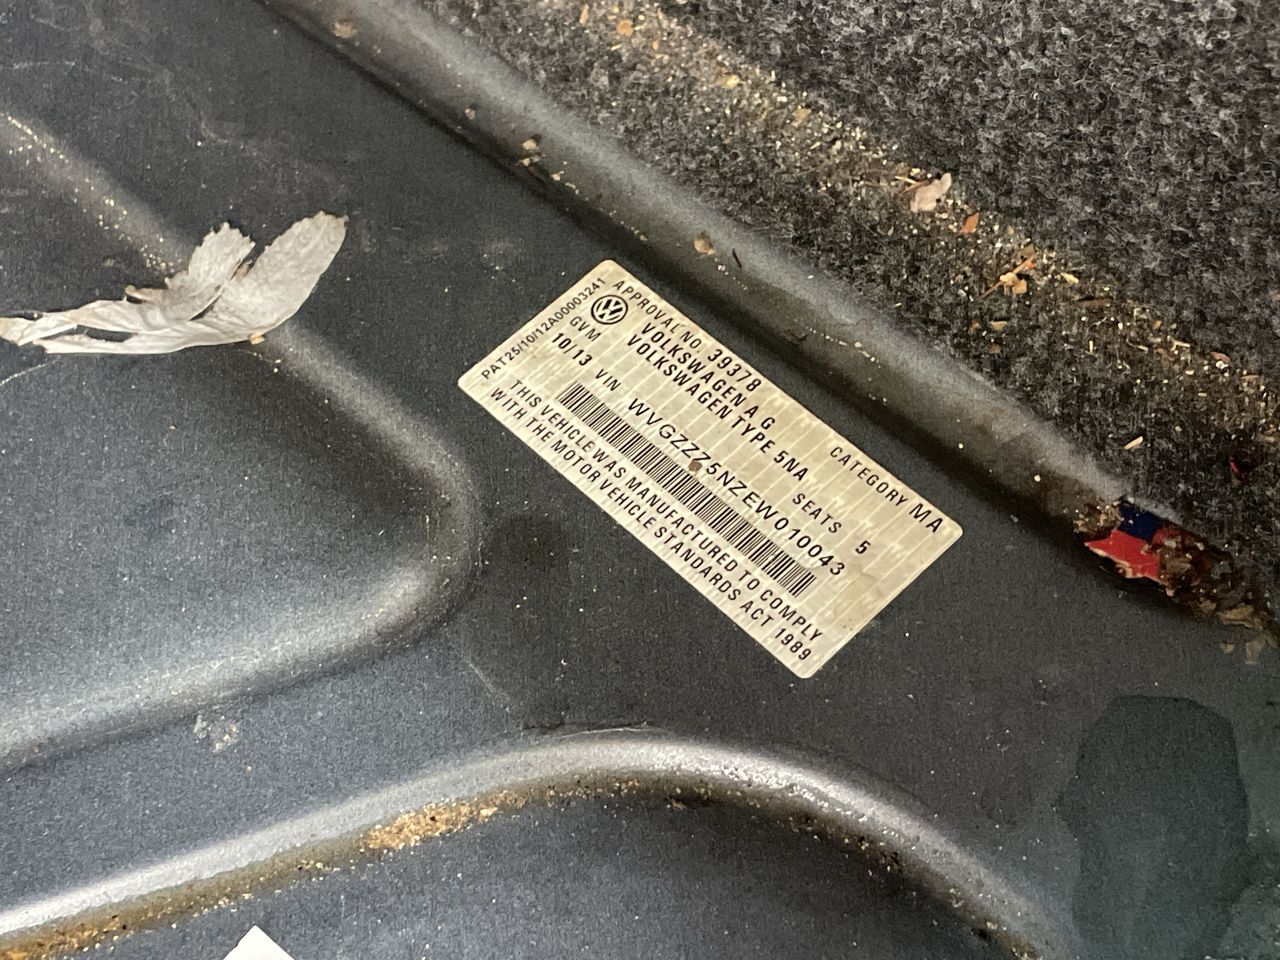 PAT25/10/12A00003241 APPROVAL NO. 39378 CATEGORY MA
VOLKSWAGEN A G
GVM VOLKSWAGEN TYPE 5NA SEATS 5
10/13 VIN WVGZZZ5NZEW010043
THIS VEHICLE WAS MANUFACTURED TO COMPLY
WITH THE MOTOR VEHICLE STANDARDS ACT 1989